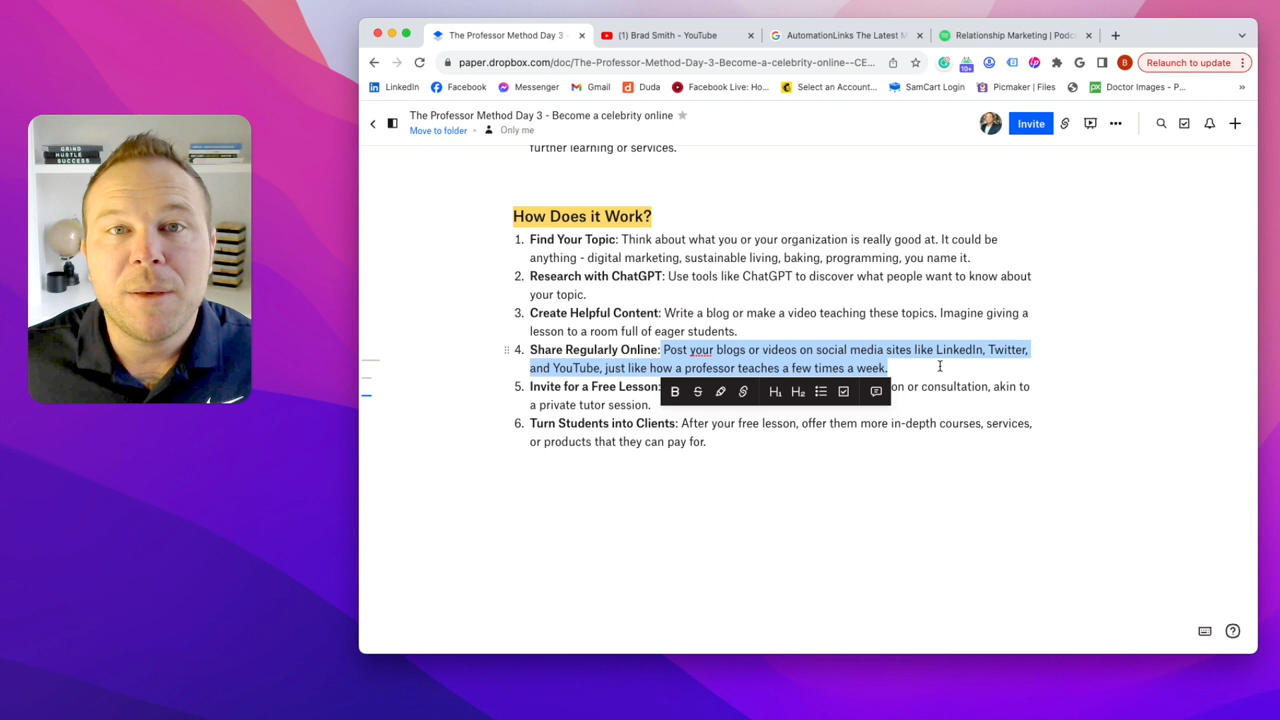 GRIND
HUSTLE
SUCCESS
The Professor Method Day 3 -
(1) Brad Smith - YouTube
AutomationLinks The Latest M
Relationship Marketing | Podc
paper.dropbox.com/doc/The-Professor-Method-Day-3-Become-a-celebrity-online--CE...
10+
B
Relaunch to update
LinkedIn
Facebook
Messenger
Gmail
Duda
Facebook Live: Ho...
Select an Account...
SamCart Login
Picmaker | Files
Doctor Images - P...
»
The Professor Method Day 3 - Become a celebrity online
Move to folder
Only me
Invite
further learning or services.
How Does it Work?
1. Find Your Topic: Think about what you or your organization is really good at. It could be
anything - digital marketing, sustainable living, baking, programming, you name it.
2. Research with ChatGPT: Use tools like ChatGPT to discover what people want to know about
your topic.
3. Create Helpful Content: Write a blog or make a video teaching these topics. Imagine giving a
lesson to a room full of eager students.
4. Share Regularly Online: Post your blogs or videos on social media sites like LinkedIn, Twitter,
and YouTube, just like how a professor teaches a few times a week.
5. Invite for a Free Lesson: on or consultation, akin to
a private tutor session.
B S H1 H2
6. Turn Students into Clients: After your free lesson, offer them more in-depth courses, services,
or products that they can pay for.